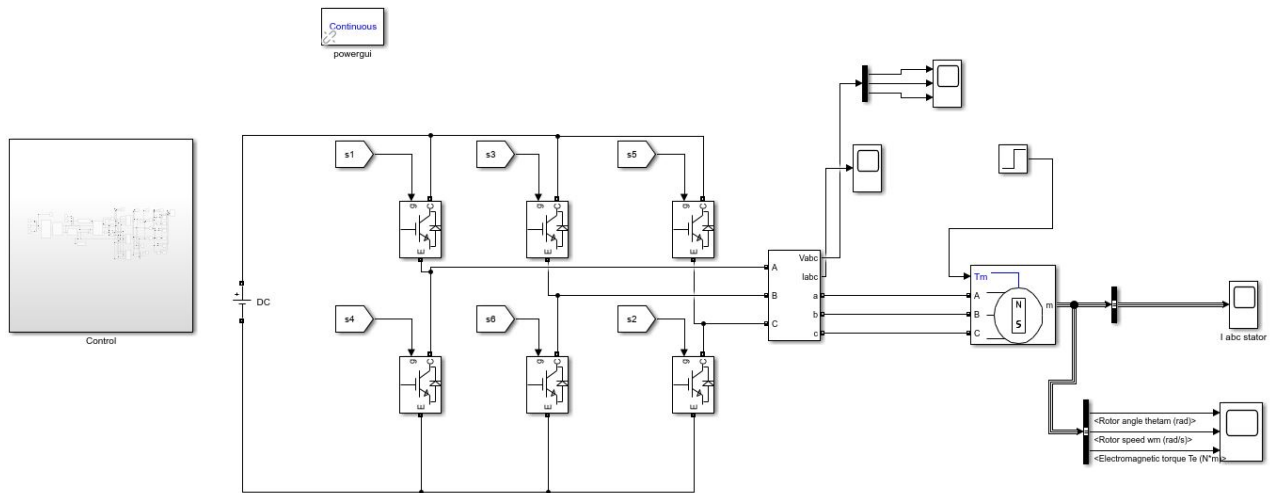 Continuous
powergui
s1
s3
s5
g
C
E
g
C
E
g
C
E
Control
+
DC
s4
s6
s2
g
C
E
g
C
E
g
C
E
A
B
C
Vabc
Iabc
a
b
c
Tm
A
B
C
N
S
m
I abc stator
<Rotor angle thetam (rad)>
<Rotor speed wm (rad/s)>
<Electromagnetic torque Te (N*m)>